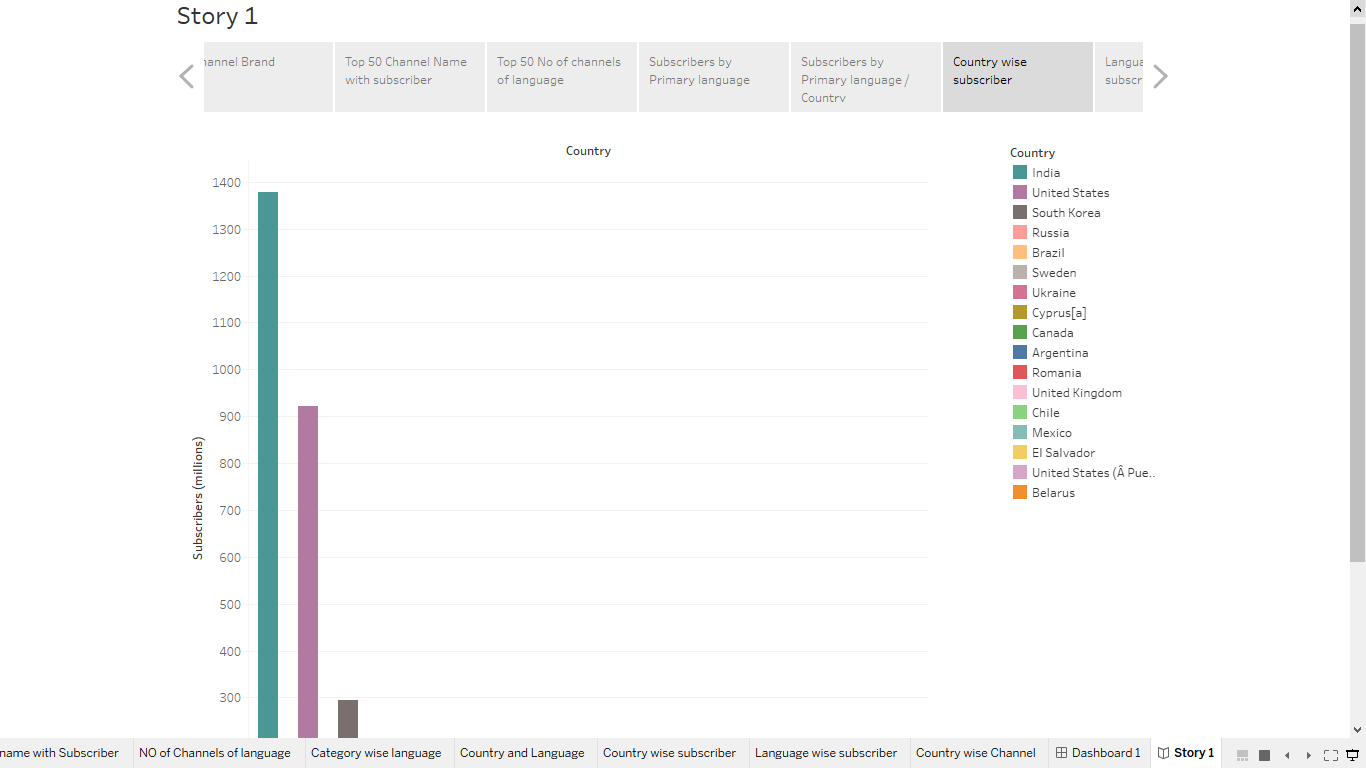 Story 1
hannel Brand
Top 50 Channel Name
with subscriber
Top 50 No of channels
of language
Subscribers by
Primary language
Subscribers by
Primary language /
Country
Country wise
subscriber
Langua
subscr
Country
1400
1300
1200
1100
1000
900
800
700
600
500
400
300
Subscribers (millions)
Country
India
United States
South Korea
Russia
Brazil
Sweden
Ukraine
Cyprus[a]
Canada
Argentina
Romania
United Kingdom
Chile
Mexico
El Salvador
United States (Â Pue..
Belarus
name with Subscriber
NO of Channels of language
Category wise language
Country and Language
Country wise subscriber
Language wise subscriber
Country wise Channel
Dashboard 1
Story 1